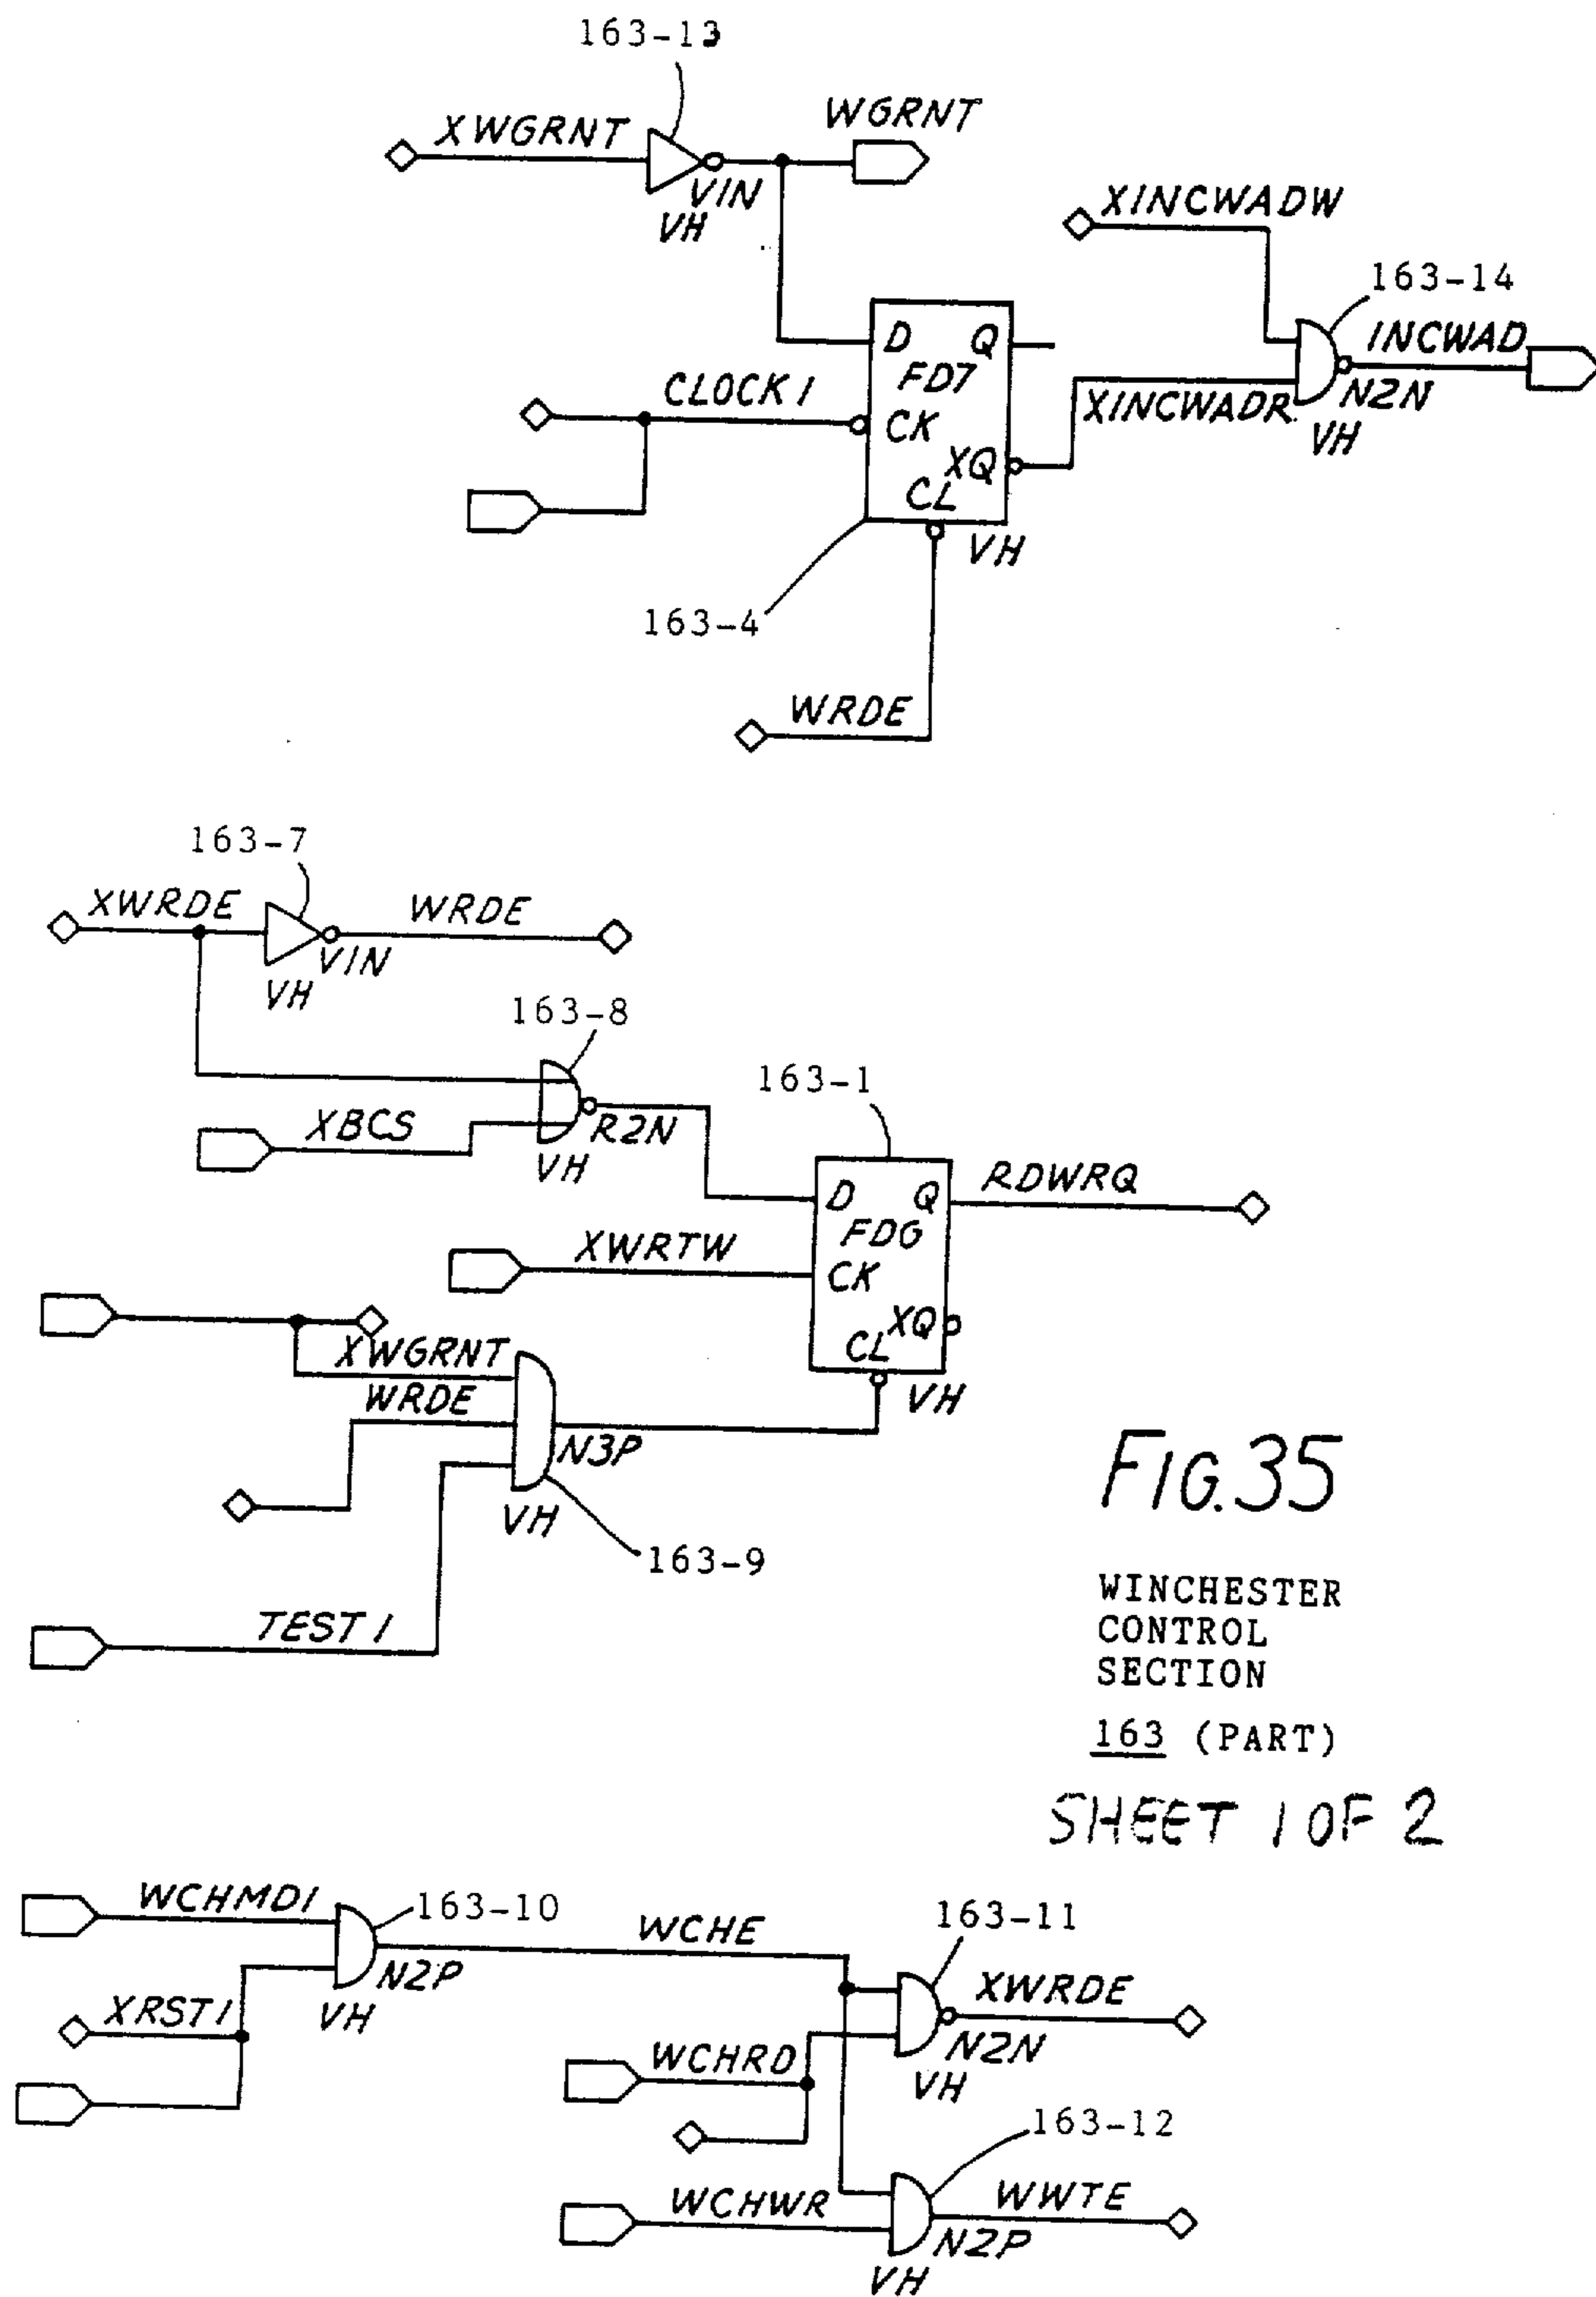 163-13
XWGRNT
WGRNT
VIN
VH
XINCWADW
163-14
INCWAD
D Q
FD7
CLOCK1
CK
XINCWADR
N2N
VH
XQ
CL
VH
163-4
WRDE
163-7
XWRDE
WRDE
VIN
VH
163-8
163-1
XBCS
R2N
VH
RDWRQ
D Q
FD6
XWRTW
CK
XQ
CL
XWGRNT
WRDE
VH
N3P
VH
163-9
TEST1
FIG.35
WINCHESTER
CONTROL
SECTION
163 (PART)
SHEET 1 OF 2
WCHMD1
163-10
WCHE
163-11
N2P
XRST1
VH
XWRDE
WCHRD
N2N
VH
163-12
WCHWR
WWTE
N2P
VH